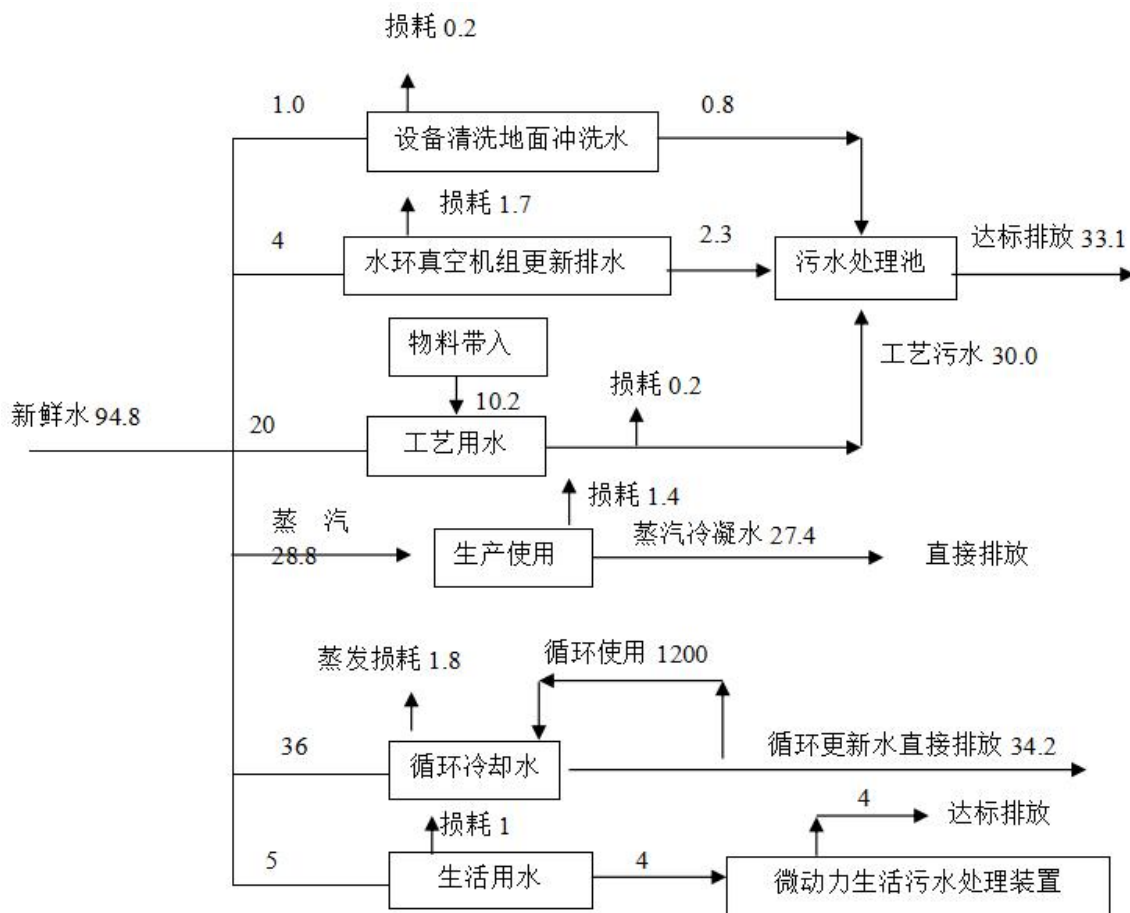 损耗 0.2
1.0
0.8
设备清洗地面冲洗水
损耗 1.7
4
2.3
达标排放 33.1
水环真空机组更新排水
污水处理池
物料带入
工艺污水 30.0
损耗 0.2
10.2
新鲜水 94.8
20
工艺用水
损耗 1.4
蒸 汽
28.8
蒸汽冷凝水 27.4
生产使用
直接排放
循环使用 1200
蒸发损耗 1.8
36
循环更新水直接排放 34.2
循环冷却水
4
达标排放
损耗 1
5
4
生活用水
微动力生活污水处理装置